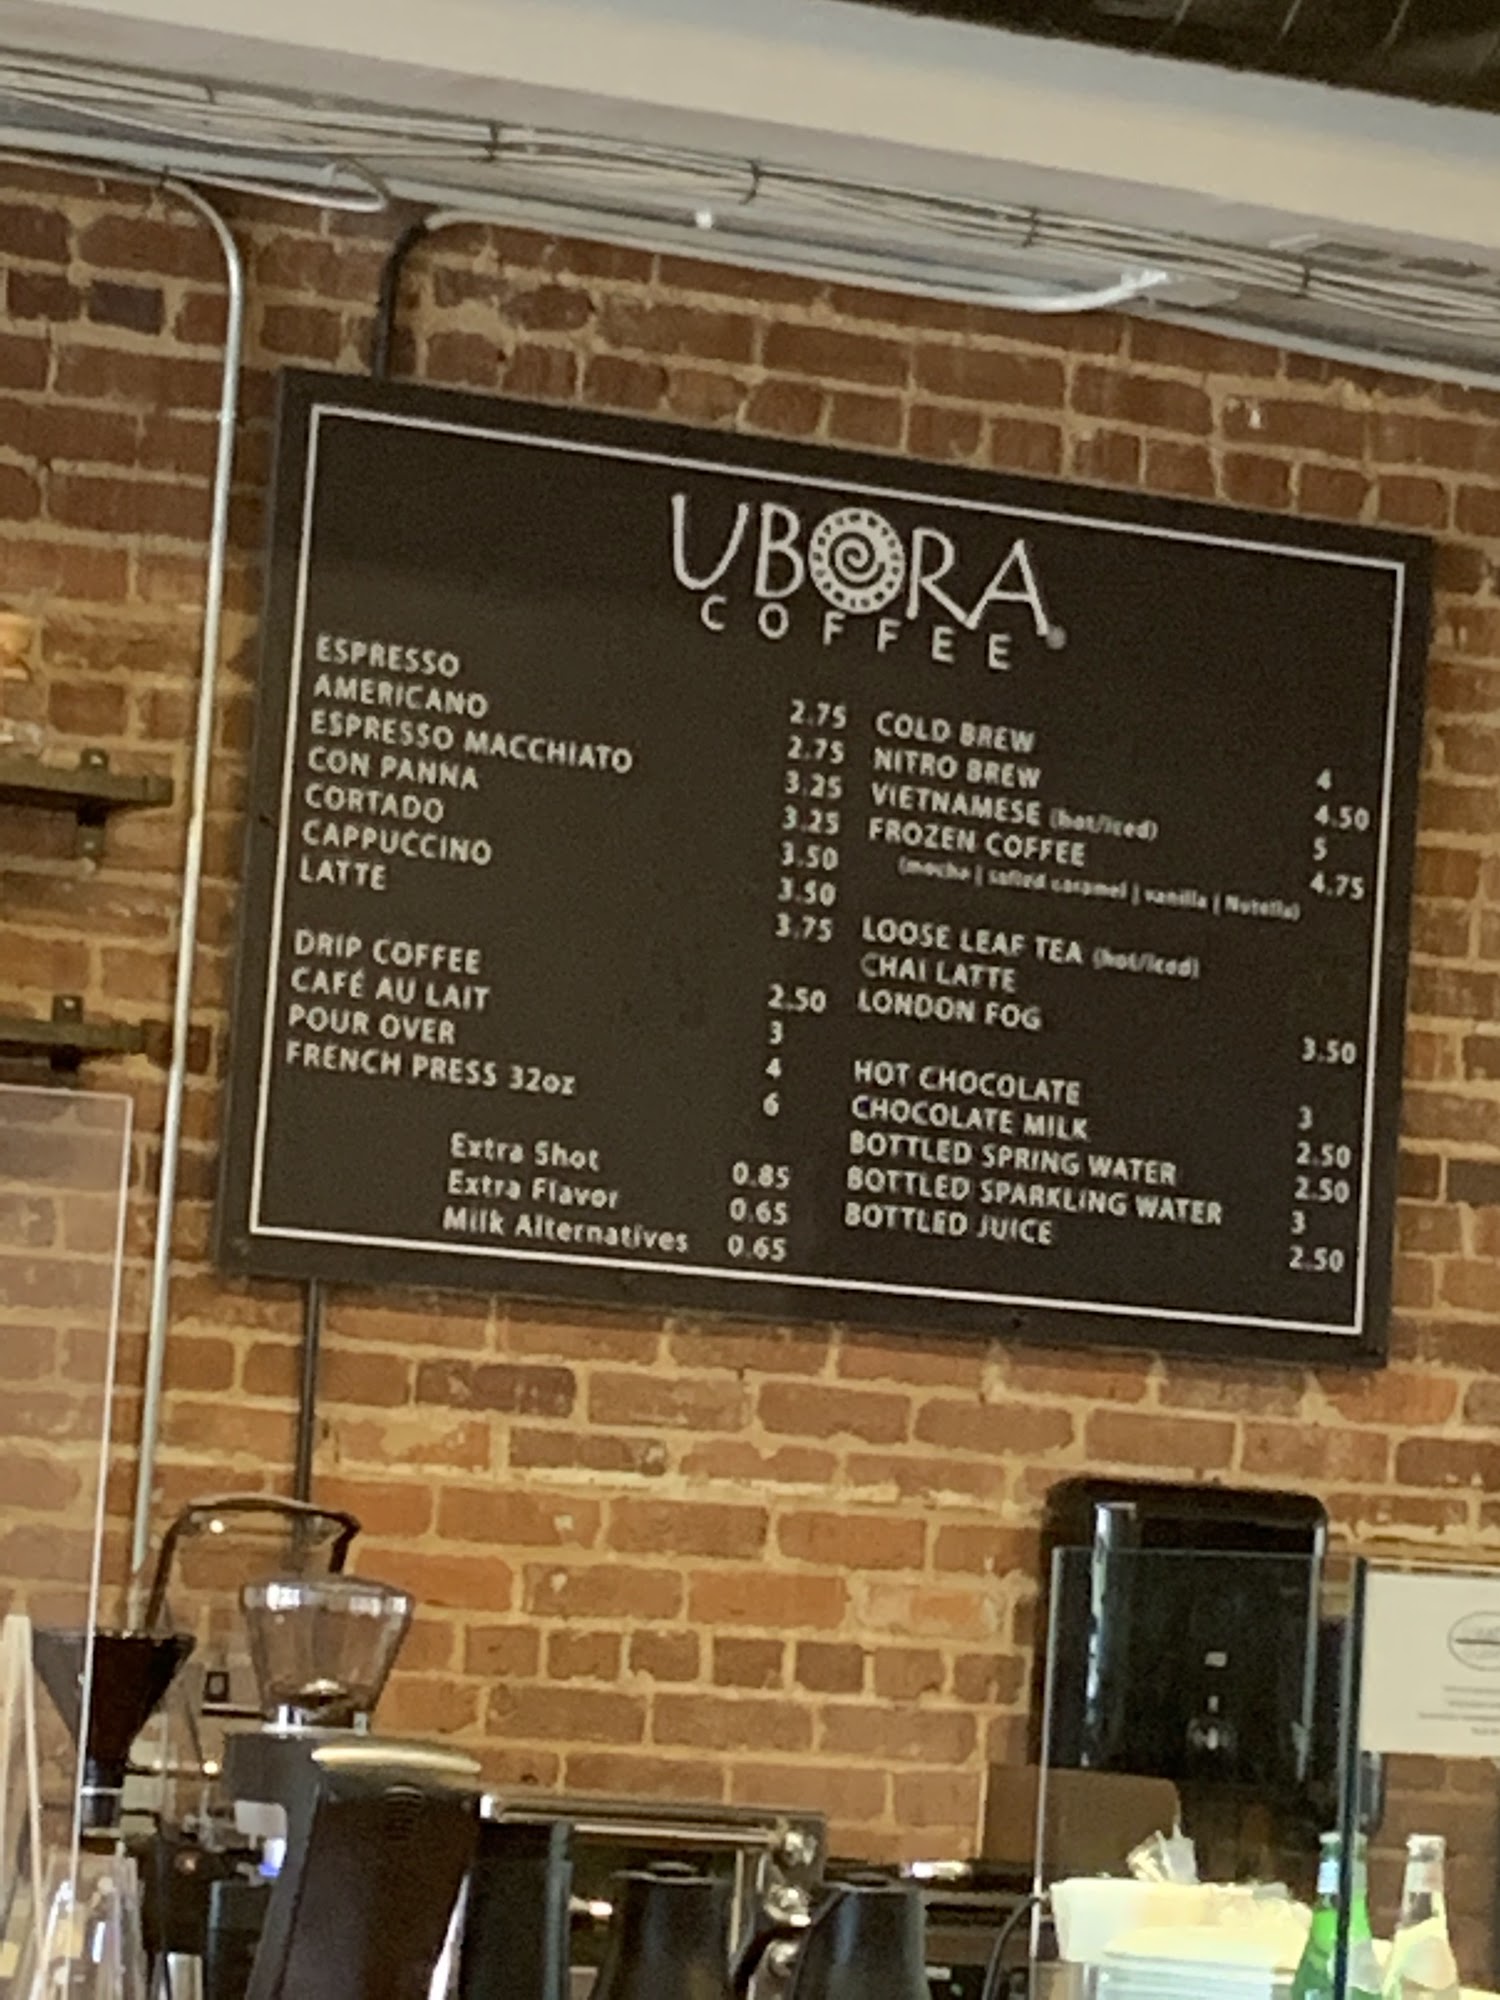 UBORA
COFFEE
ESPRESSO 2.75
AMERICANO 2.75
ESPRESSO MACCHIATO 3.25
CON PANNA 3.25
CORTADO 3.50
CAPPUCCINO 3.50
LATTE 3.75
DRIP COFFEE 2.50
CAFÉ AU LAIT 3
POUR OVER 4
FRENCH PRESS 32oz 6
Extra Shot 0.85
Extra Flavor 0.65
Milk Alternatives 0.65
COLD BREW 4
NITRO BREW 4.50
VIETNAMESE (hot/iced) 5
FROZEN COFFEE 4.75
(mocha | salted caramel | vanilla | Nutella)
LOOSE LEAF TEA (hot/iced)
CHAI LATTE
LONDON FOG 3.50
HOT CHOCOLATE 3
CHOCOLATE MILK 2.50
BOTTLED SPRING WATER 2.50
BOTTLED SPARKLING WATER 3
BOTTLED JUICE 2.50